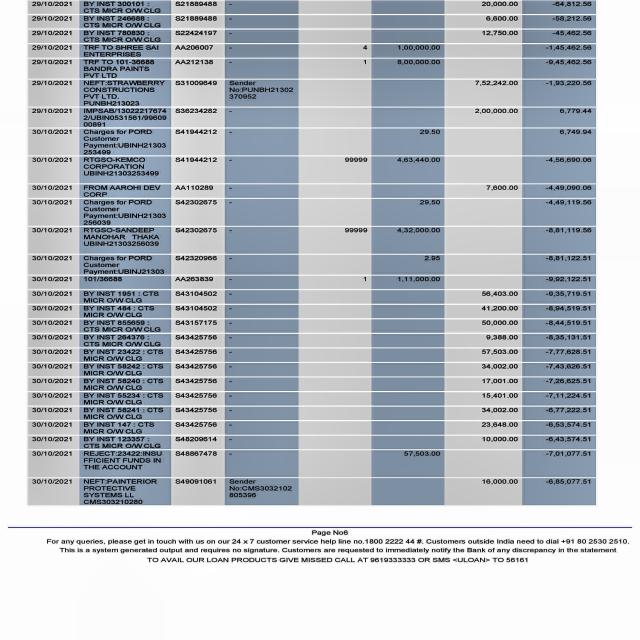 29/10/2021 BY INST 300101 : S21889488 - 20,000.00 -64,812.56
CTS MICR O/W CLG
29/10/2021 BY INST 246688 : S21889488 - 6,600.00 -58,212.56
CTS MICR O/W CLG
29/10/2021 BY INST 780830 : S22424197 - 12,750.00 -45,462.56
CTS MICR O/W CLG
29/10/2021 TRF TO SHREE SAI AA206007 - 4 1,00,000.00 -1,45,462.56
ENTERPRISES
29/10/2021 TRF TO 101-36688 AA212138 - 1 8,00,000.00 -9,45,462.56
BANDRA PAINTS
PVT LTD
29/10/2021 NEFT:STRAWBERRY S31009649 Sender 7,52,242.00 -1,93,220.56
CONSTRUCTIONS No:PUNBH21302
PVT. LTD. 370952
PUNBH213023
29/10/2021 IMPSAB/13022217674 S36234282 - 2,00,000.00 6,779.44
2/UBIN0531561/99609
00891
30/10/2021 Charges for PORD S41944212 - 29.50 6,749.94
Customer
Payment:UBINH21303
253499
30/10/2021 RTGSO-KEMCO S41944212 - 99999 4,63,440.00 -4,56,690.06
CORPORATION
UBINH21303253499
30/10/2021 FROM AAROHI DEV AA110289 - 7,600.00 -4,49,090.06
CORP
30/10/2021 Charges for PORD S42302675 - 29.50 -4,49,119.56
Customer
Payment:UBINH21303
256039
30/10/2021 RTGSO-SANDEEP S42302675 - 99999 4,32,000.00 -8,81,119.56
MANOHAR THAKA
UBINH21303256039
30/10/2021 Charges for PORD S42320966 - 2.95 -8,81,122.51
Customer
Payment:UBINJ21303
30/10/2021 101/36688 AA263839 - 1 1,11,000.00 -9,92,122.51
30/10/2021 BY INST 1951 : CTS S43104502 - 56,403.00 -9,35,719.51
MICR O/W CLG
30/10/2021 BY INST 484 : CTS S43104502 - 41,200.00 -8,94,519.51
MICR O/W CLG
30/10/2021 BY INST 855659 : S43157175 - 50,000.00 -8,44,519.51
CTS MICR O/W CLG
30/10/2021 BY INST 264376 : S43425756 - 9,388.00 -8,35,131.51
CTS MICR O/W CLG
30/10/2021 BY INST 23422 : CTS S43425756 - 57,503.00 -7,77,628.51
MICR O/W CLG
30/10/2021 BY INST 58242 : CTS S43425756 - 34,002.00 -7,43,626.51
MICR O/W CLG
30/10/2021 BY INST 58240 : CTS S43425756 - 17,001.00 -7,26,625.51
MICR O/W CLG
30/10/2021 BY INST 55234 : CTS S43425756 - 15,401.00 -7,11,224.51
MICR O/W CLG
30/10/2021 BY INST 58241 : CTS S43425756 - 34,002.00 -6,77,222.51
MICR O/W CLG
30/10/2021 BY INST 147 : CTS S43425756 - 23,648.00 -6,53,574.51
MICR O/W CLG
30/10/2021 BY INST 123357 : S48209614 - 10,000.00 -6,43,574.51
CTS MICR O/W CLG
30/10/2021 REJECT:23422:INSU S48867478 - 57,503.00 -7,01,077.51
FFICIENT FUNDS IN
THE ACCOUNT
30/10/2021 NEFT:PAINTERIOR S49091061 Sender 16,000.00 -6,85,077.51
PROTECTIVE No:CMS3032102
SYSTEMS LL 805396
CMS303210280
Page No6
For any queries, please get in touch with us on our 24 x 7 customer service help line no.1800 2222 44 #. Customers outside India need to dial +91 80 2530 2510.
This is a system generated output and requires no signature. Customers are requested to immediately notify the Bank of any discrepancy in the statement
TO AVAIL OUR LOAN PRODUCTS GIVE MISSED CALL AT 9619333333 OR SMS <ULOAN> TO 56161